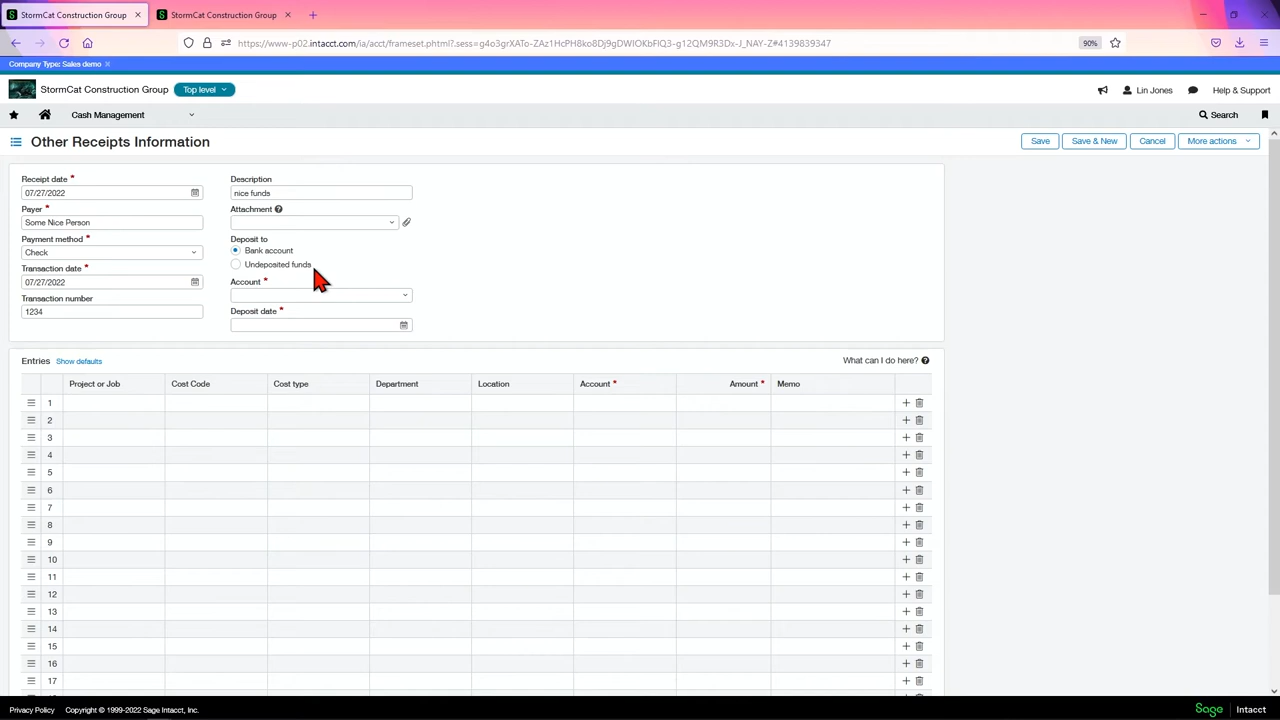 StormCat Construction Group
StormCat Construction Group
https://www-p02.intacct.com/ia/acct/frameset.phtml?.sess=g4o3grXATo-ZAz1HcPH8ko8Dj9gDWIOKbFIQ3-g12QM9R3Dx-J_NAY-Z#4139839347
90%
Company Type: Sales demo
StormCat Construction Group
Top level
Lin Jones
Help & Support
Cash Management
Search
Other Receipts Information
Save
Save & New
Cancel
More actions
Receipt date *
07/27/2022
Payer *
Some Nice Person
Payment method *
Check
Transaction date *
07/27/2022
Transaction number
1234
Description
nice funds
Attachment
Deposit to
Bank account
Undeposited funds
Account *
Deposit date *
Entries Show defaults
What can I do here?
Project or Job Cost Code Cost type Department Location Account * Amount * Memo
1
2
3
4
5
6
7
8
9
10
11
12
13
14
15
16
17
Privacy Policy Copyright © 1999-2022 Sage Intacct, Inc.
Sage Intacct